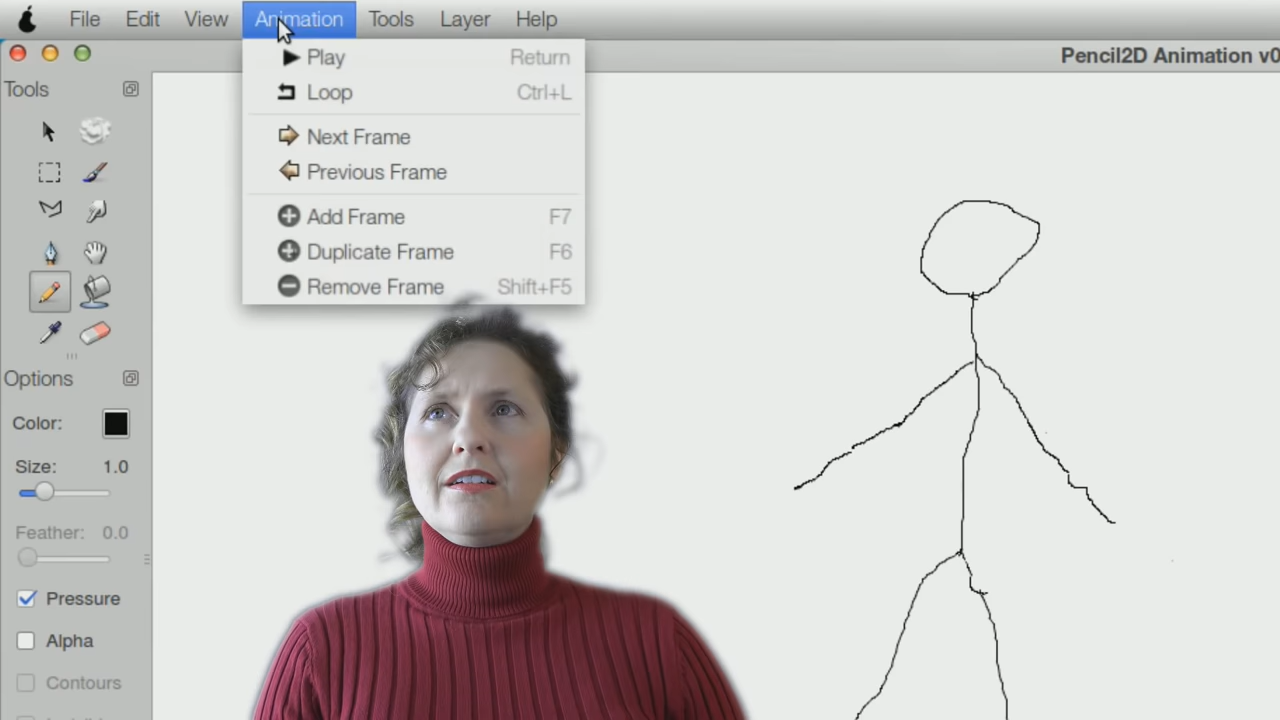 File Edit View Animation Tools Layer Help
Pencil2D Animation v0
Tools
Play Return
Loop Ctrl+L
Next Frame
Previous Frame
Add Frame F7
Duplicate Frame F6
Remove Frame Shift+F5
Options
Color:
Size: 1.0
Feather: 0.0
Pressure
Alpha
Contours